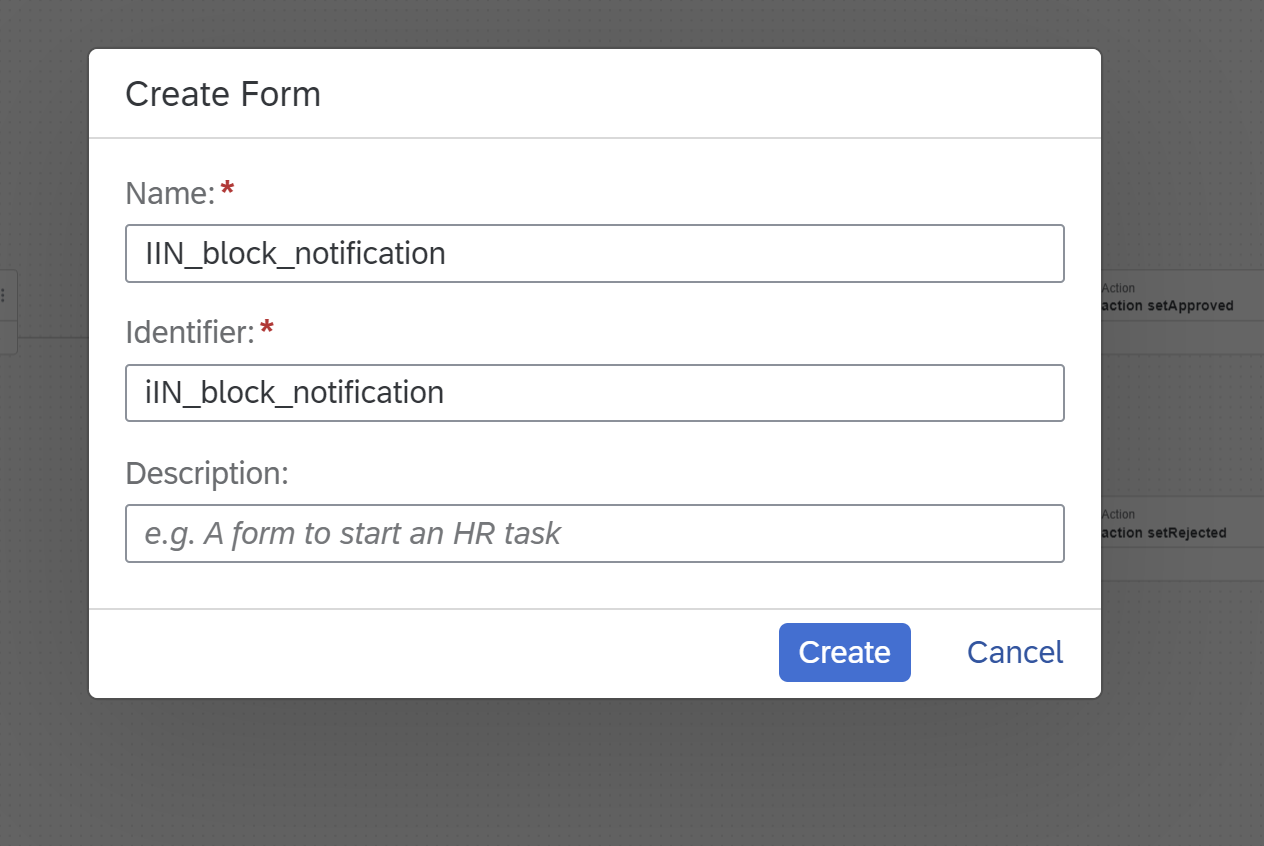 Create Form
Name:*
IIN_block_notification
Identifier:*
iIN_block_notification
Description:
e.g. A form to start an HR task
Create
Cancel
Action
action setApproved
Action
action setRejected